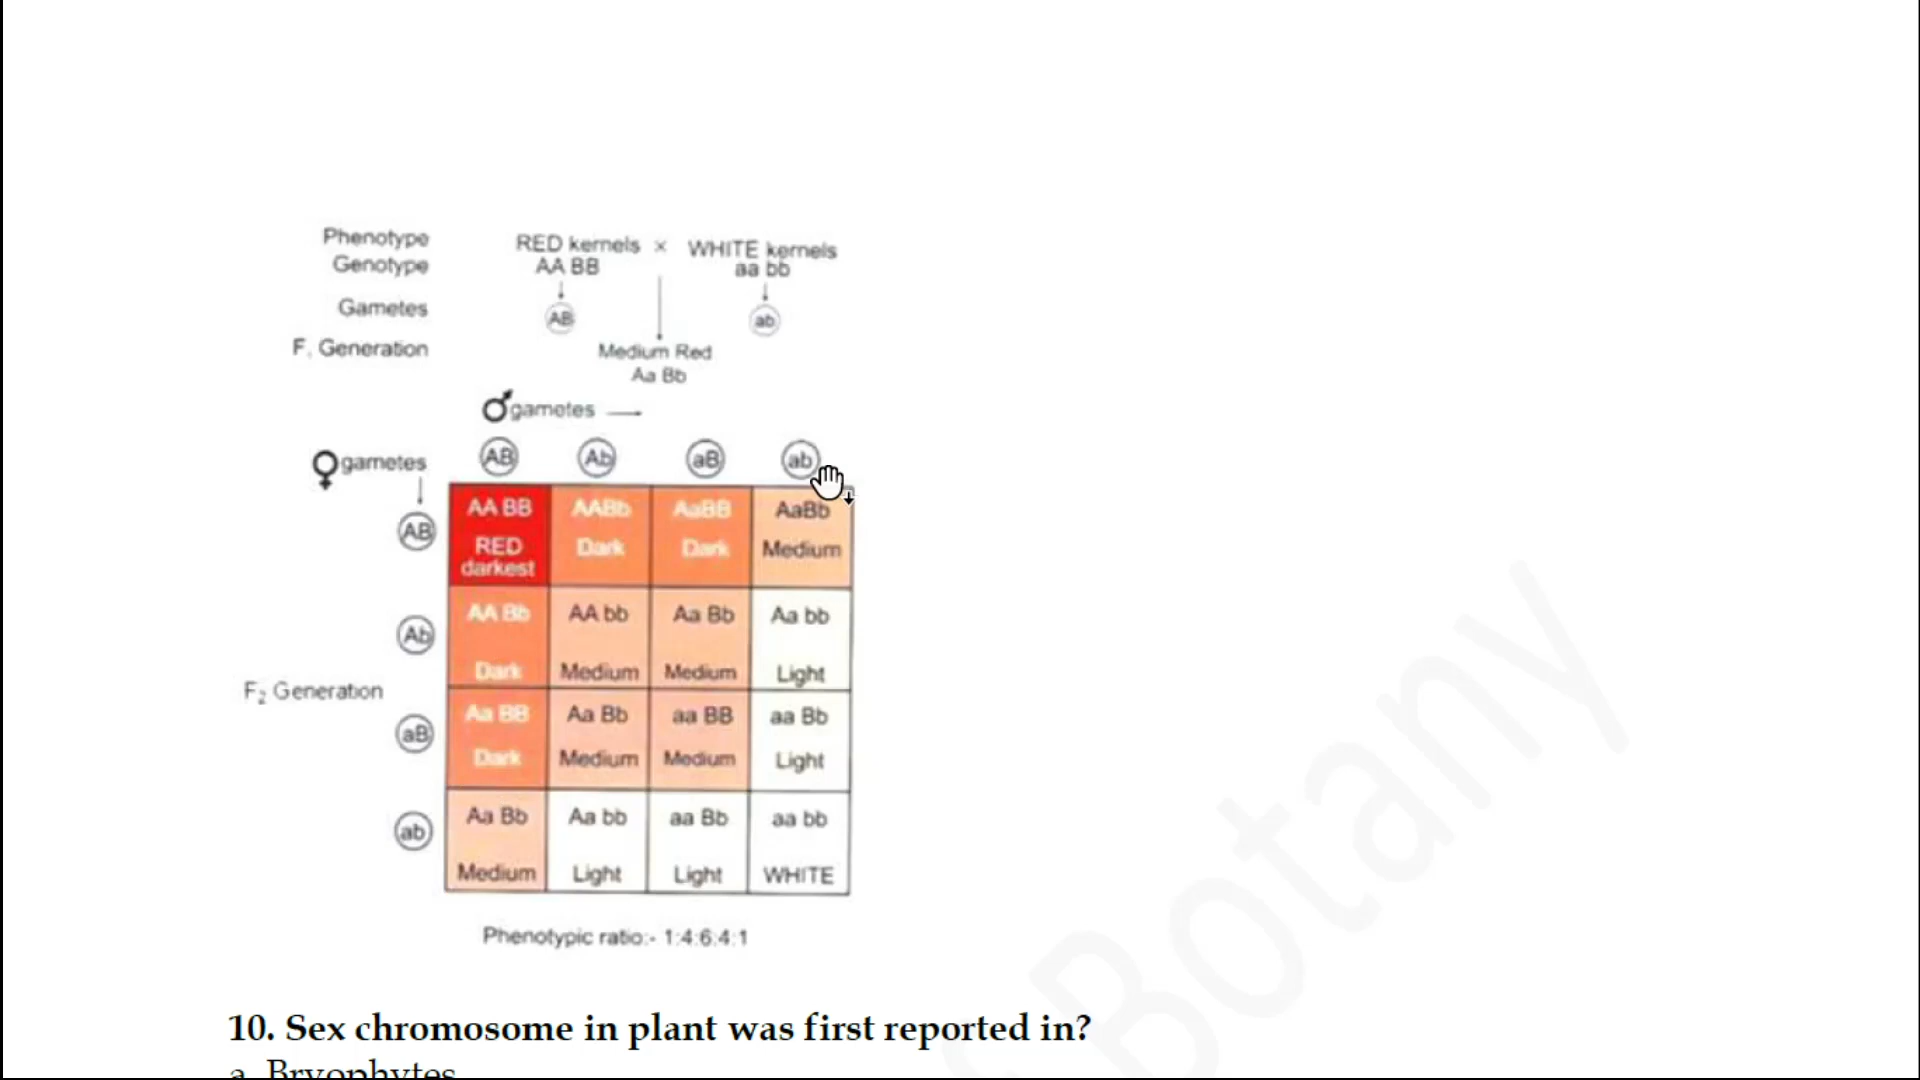 Phenotype RED kernels × WHITE kernels
Genotype AA BB aa bb
Gametes AB ab
F₁ Generation Medium Red
Aa Bb
♂gametes →
♀gametes AB Ab aB ab
AB AA BB AABb AaBB AaBb
RED Dark Dark Medium
darkest
Ab AA Bb AA bb Aa Bb Aa bb
Dark Medium Medium Light
F₂ Generation
aB Aa BB Aa Bb aa BB aa Bb
Dark Medium Medium Light
ab Aa Bb Aa bb aa Bb aa bb
Medium Light Light WHITE
Phenotypic ratio:- 1:4:6:4:1
10. Sex chromosome in plant was first reported in?
a. Bryophytes
Botany